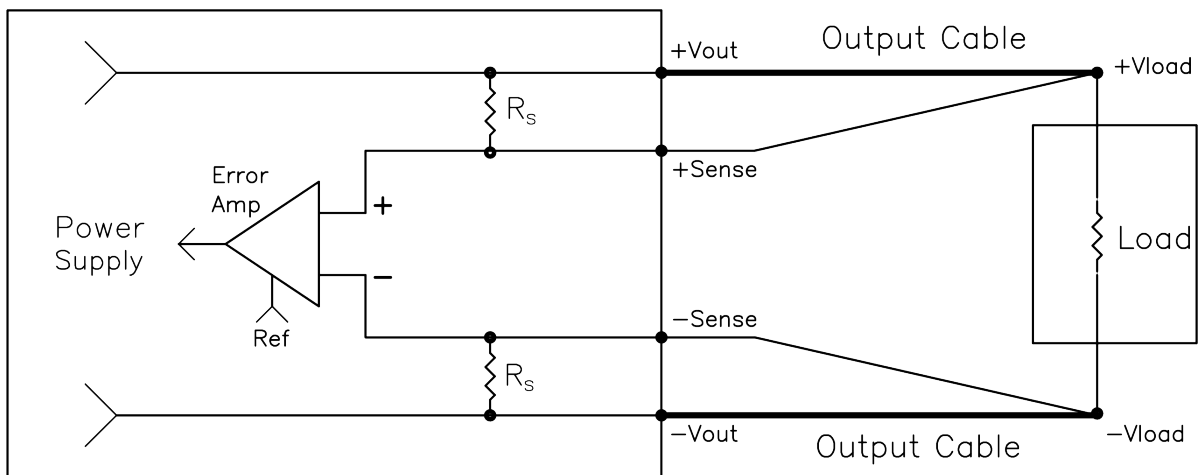 Output Cable
+Vout
+Vload
Rs
+Sense
Error
Amp
+
Power
Supply
Load
−
Ref
−Sense
Rs
−Vout
Output Cable
−Vload